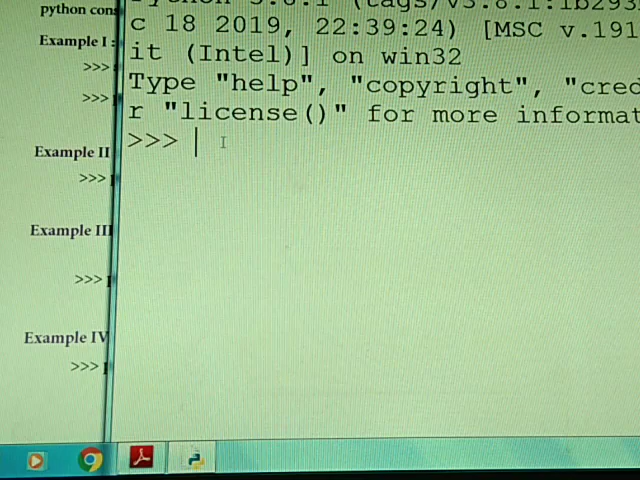 python cons
Example I :
>>>
>>>
Example II
>>>
Example III
>>>
Example IV
>>>
c 18 2019, 22:39:24) [MSC v.191
it (Intel)] on win32
Type "help", "copyright", "cred
r "license()" for more informat
>>>